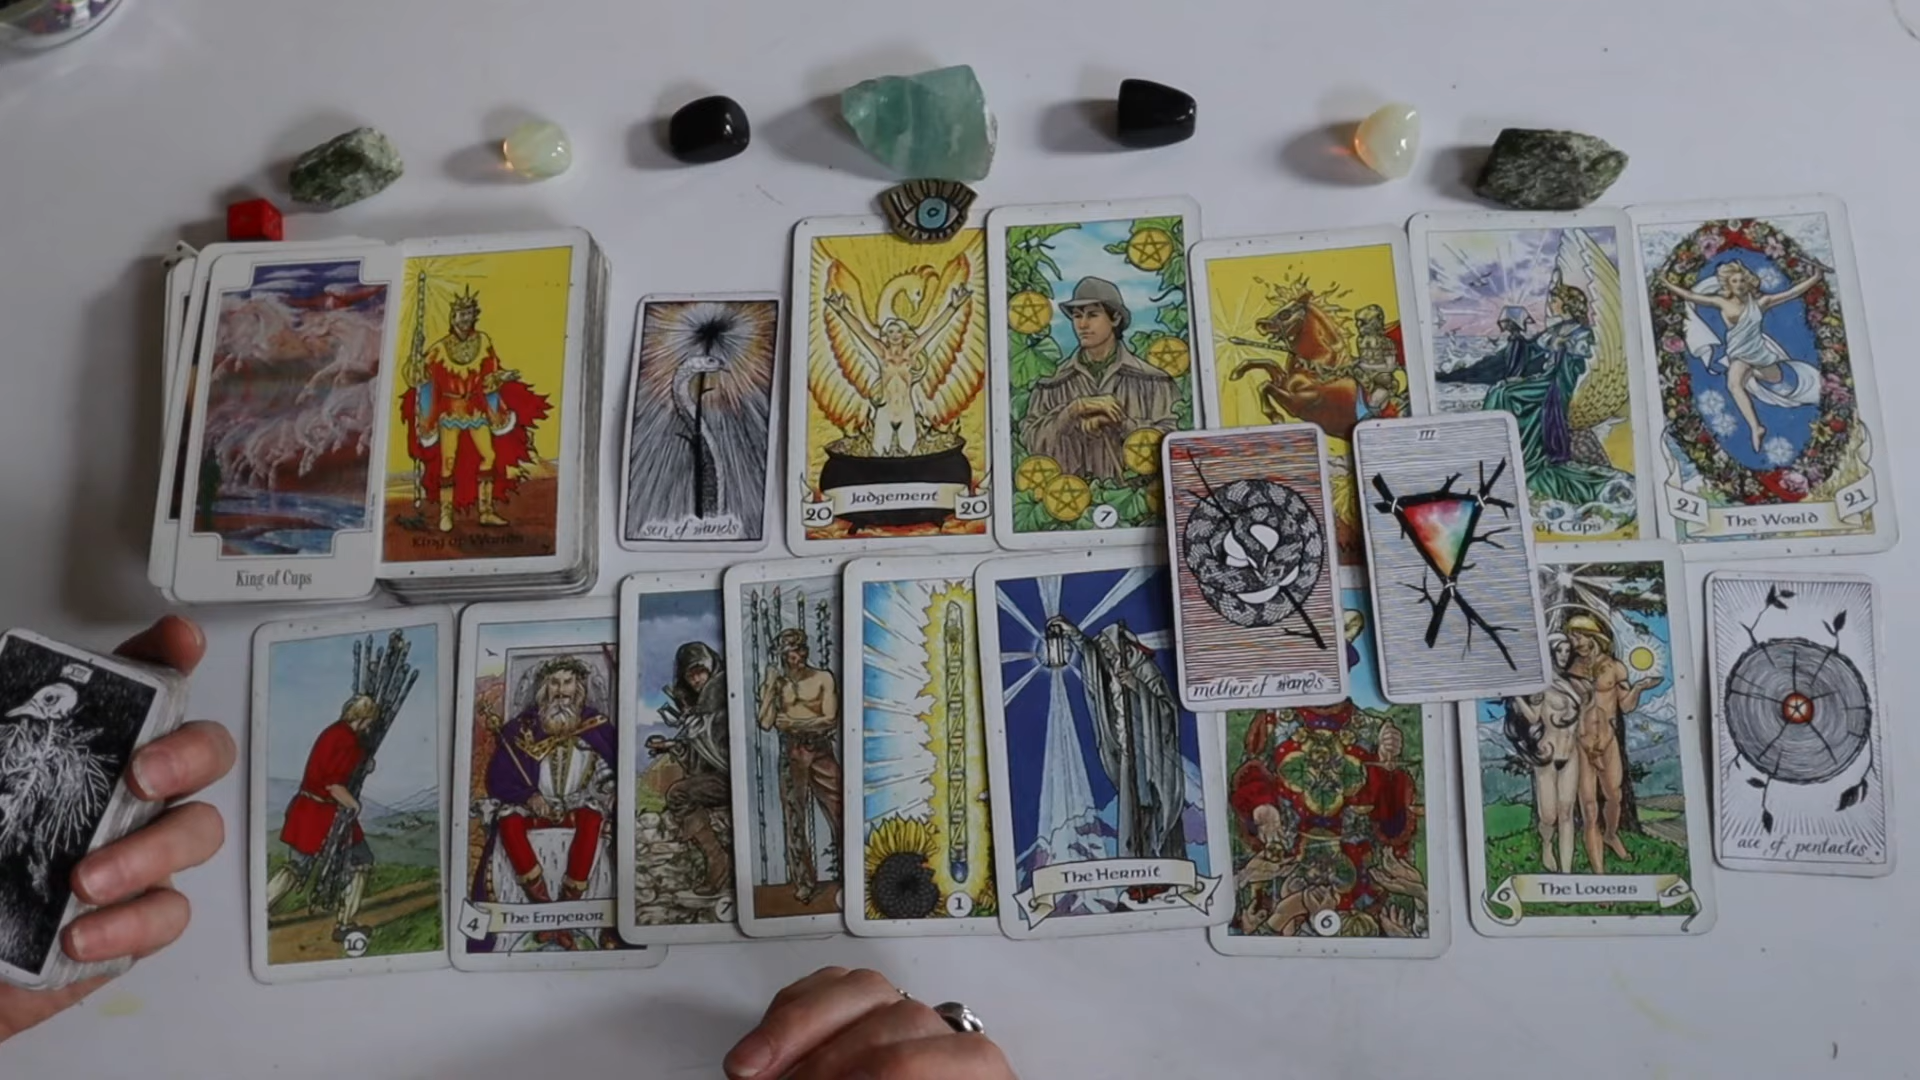 King of Cups
King of Wands
son of wands
Judgement
20
20
7
of Cups
21
The World
21
mother of wands
III
10
4
The Emperor
7
1
The Hermit
6
6
The Lovers
6
ace of pentacles